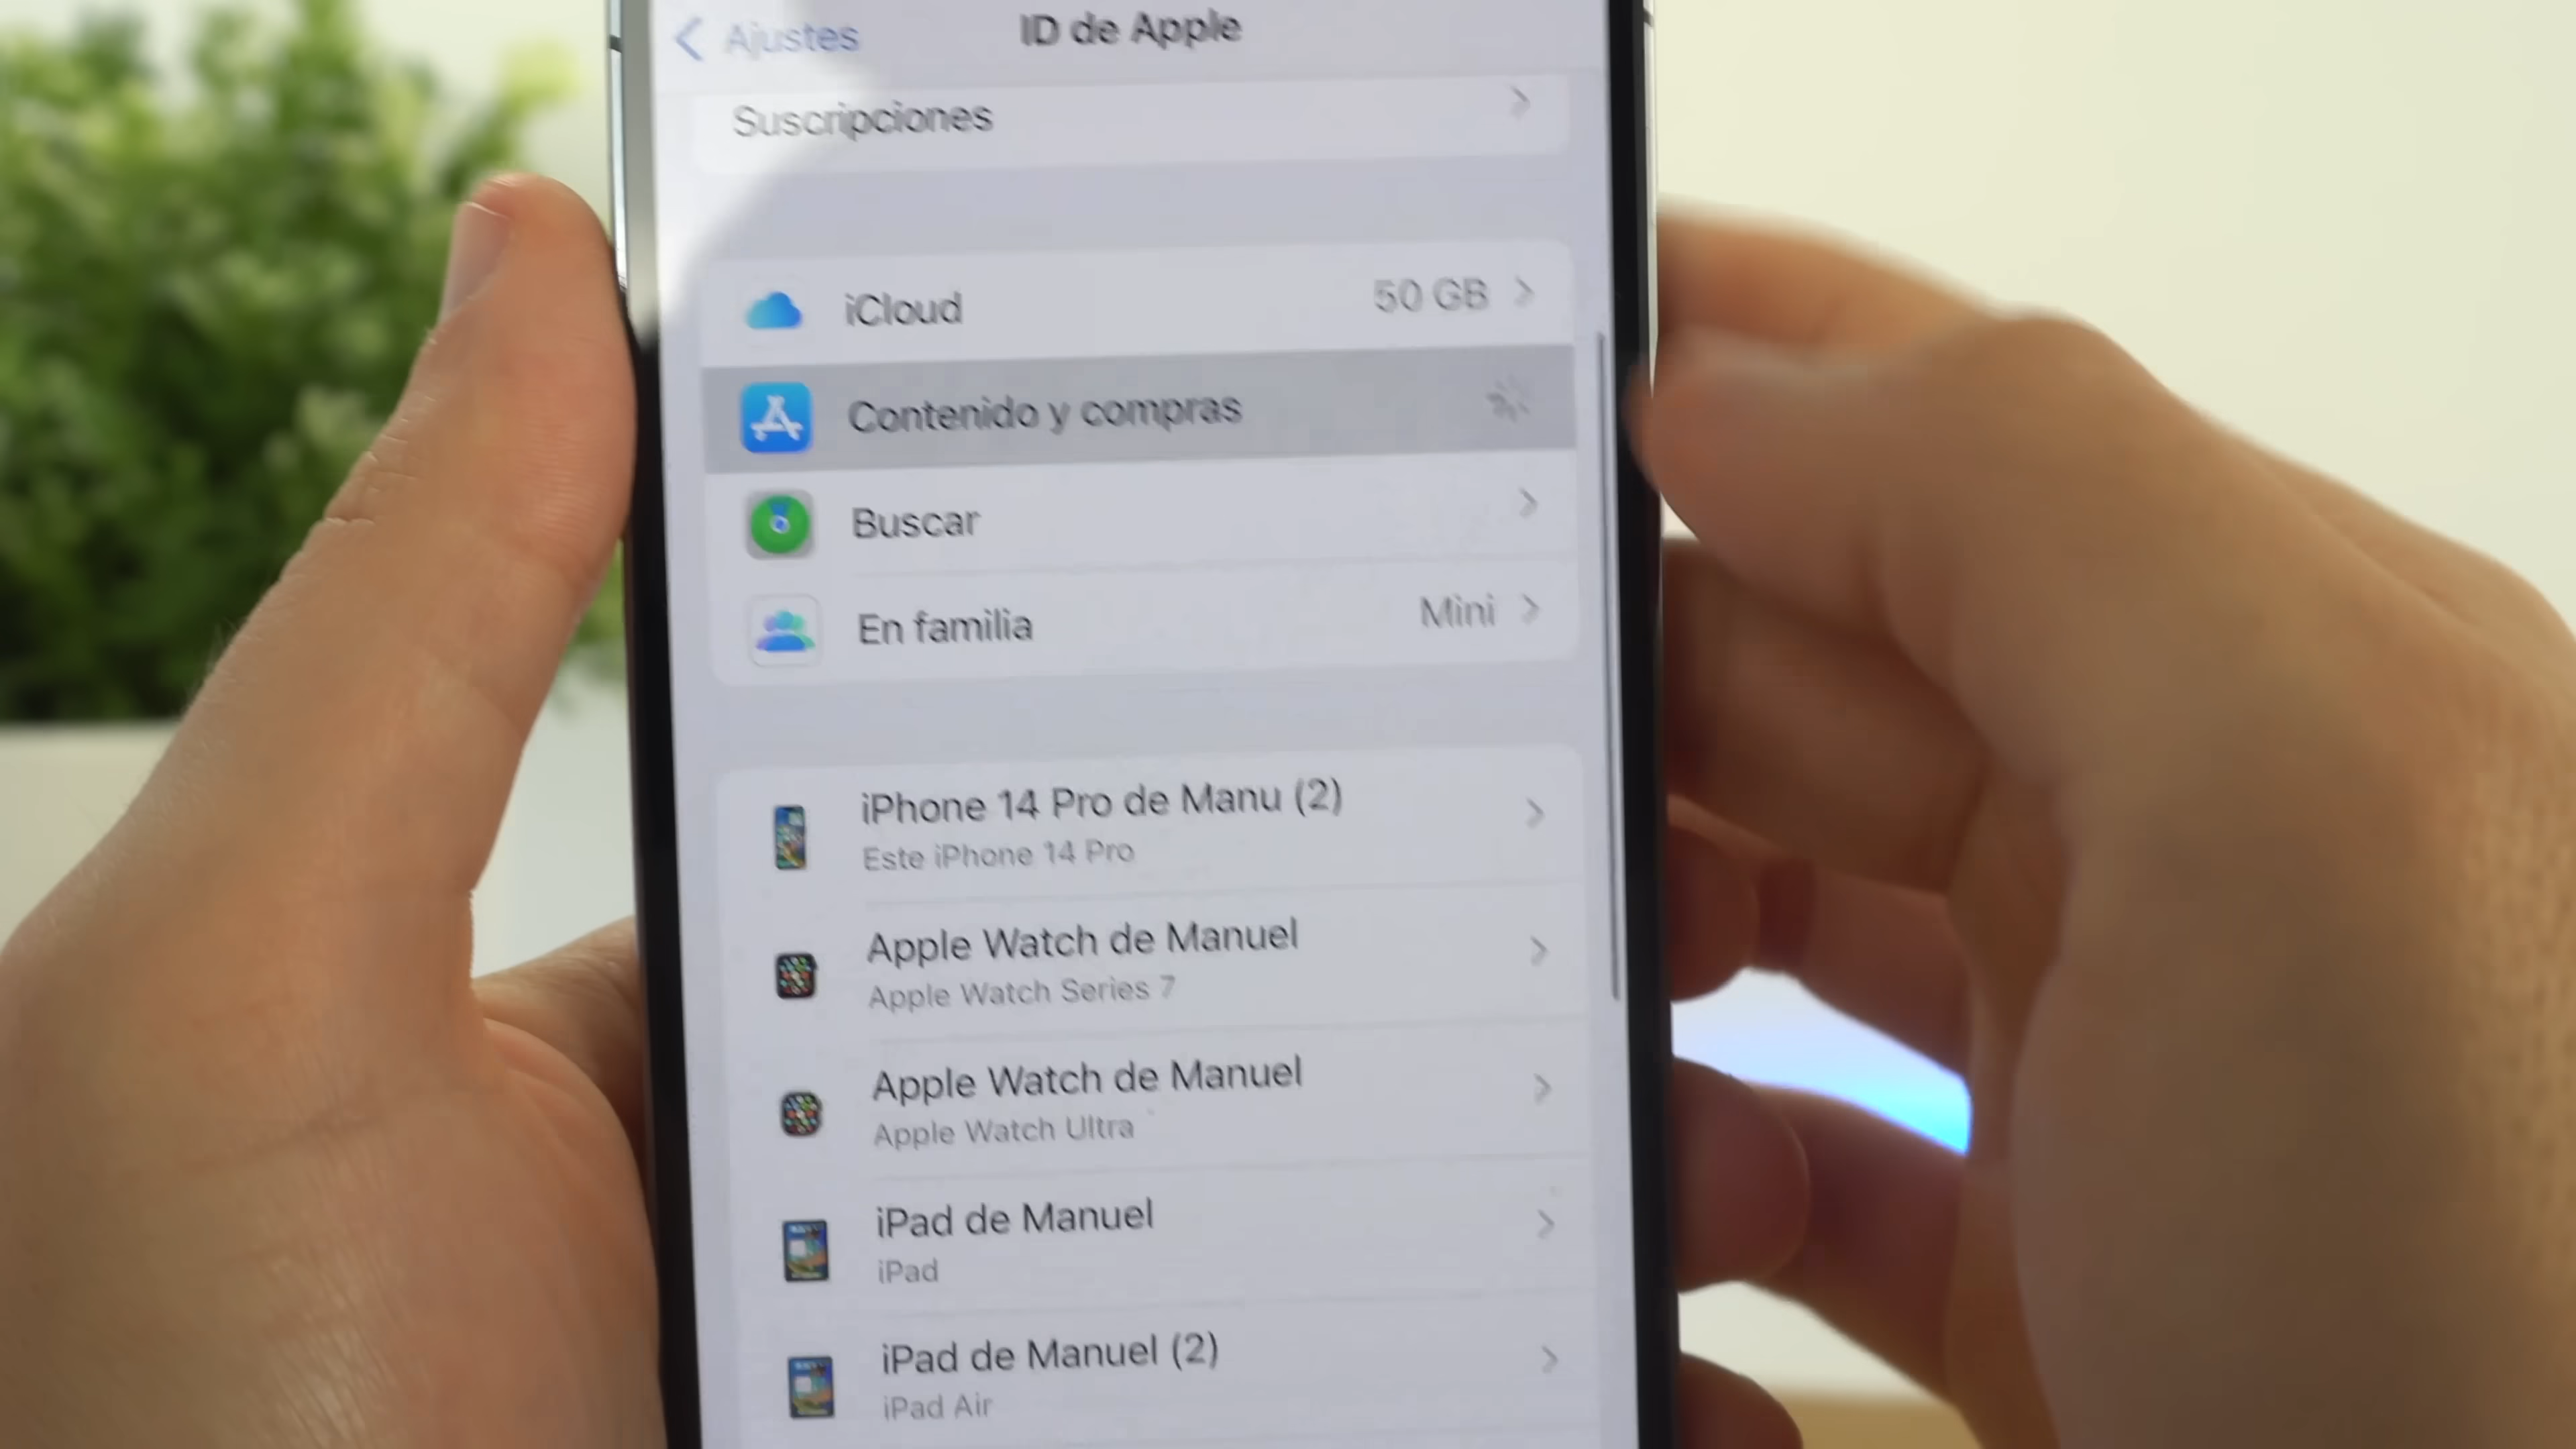 Ajustes
ID de Apple
Suscripciones
iCloud
50 GB
Contenido y compras
Buscar
En familia
Mini
iPhone 14 Pro de Manu (2)
Este iPhone 14 Pro
Apple Watch de Manuel
Apple Watch Series 7
Apple Watch de Manuel
Apple Watch Ultra
iPad de Manuel
iPad
iPad de Manuel (2)
iPad Air